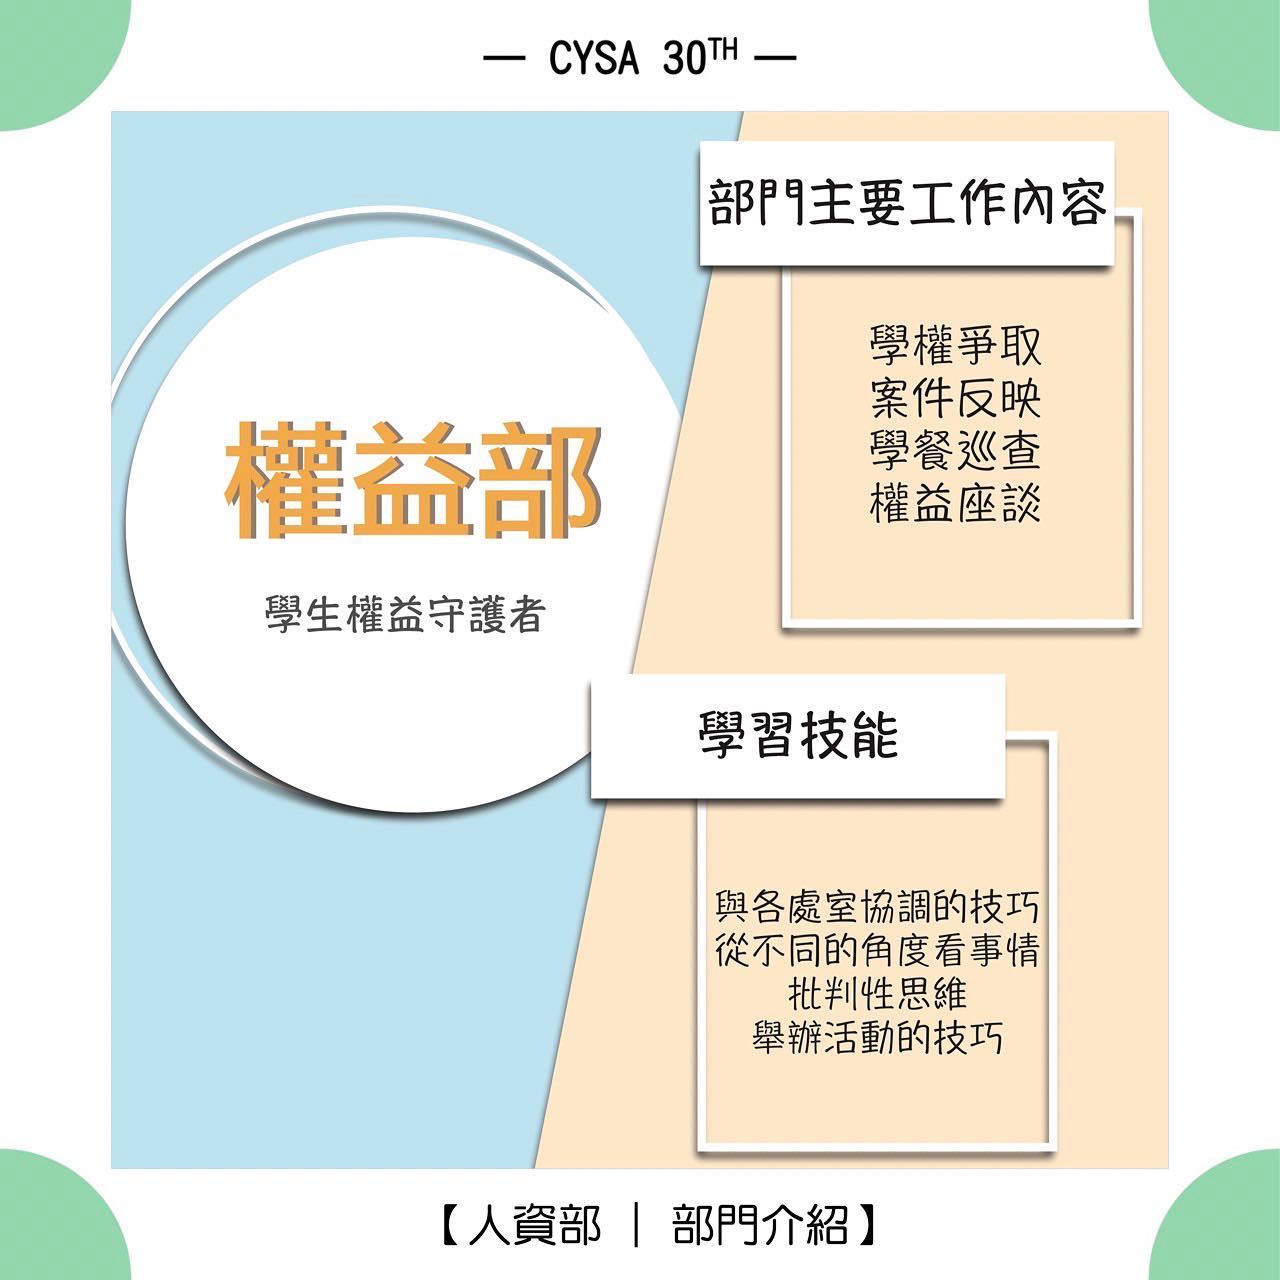 — CYSA 30TH —
權益部
學生權益守護者
部門主要工作內容
學權爭取
案件反映
學餐巡查
權益座談
學習技能
與各處室協調的技巧
從不同的角度看事情
批判性思維
舉辦活動的技巧
【人資部 | 部門介紹】